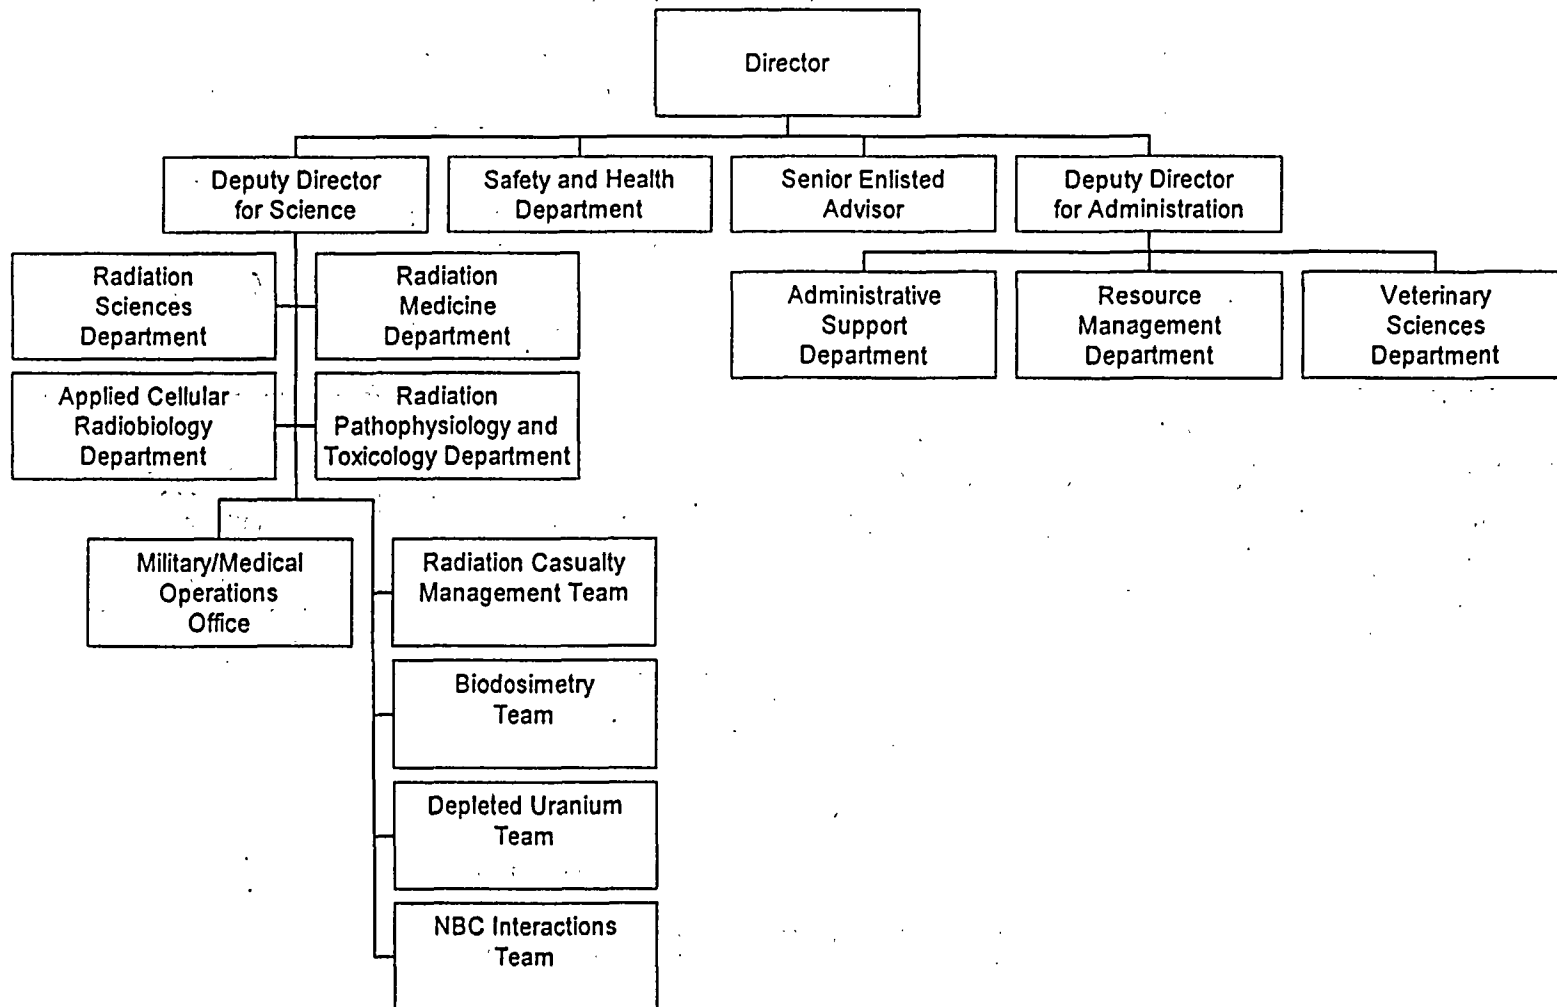 Director
Deputy Director
for Science
Safety and Health
Department
Senior Enlisted
Advisor
Deputy Director
for Administration
Radiation
Sciences
Department
Radiation
Medicine
Department
Administrative
Support
Department
Resource
Management
Department
Veterinary
Sciences
Department
Applied Cellular
Radiobiology
Department
Radiation
Pathophysiology and
Toxicology Department
Military/Medical
Operations
Office
Radiation Casualty
Management Team
Biodosimetry
Team
Depleted Uranium
Team
NBC Interactions
Team